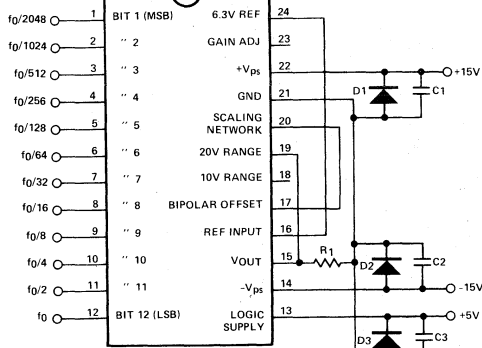 f0/2048 1 BIT 1 (MSB) 6.3V REF 24
f0/1024 2 " 2 GAIN ADJ 23
f0/512 3 " 3 +Vps 22 +15V
f0/256 4 " 4 GND 21 D1 C1
f0/128 5 " 5 SCALING NETWORK 20
f0/64 6 " 6 20V RANGE 19
f0/32 7 " 7 10V RANGE 18
f0/16 8 " 8 BIPOLAR OFFSET 17
f0/8 9 " 9 REF INPUT 16
f0/4 10 " 10 VOUT 15 R1 D2 C2
f0/2 11 " 11 -Vps 14 -15V
f0 12 BIT 12 (LSB) LOGIC SUPPLY 13 +5V
D3 C3